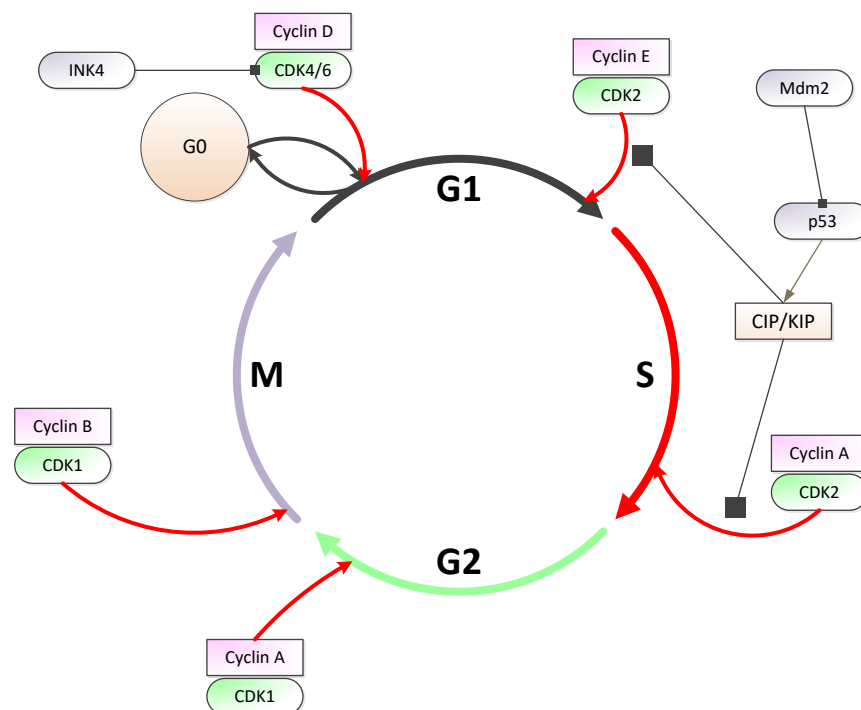 Cyclin D
CDK4/6
INK4
Cyclin E
CDK2
Mdm2
G0
G1
p53
CIP/KIP
M
S
Cyclin B
CDK1
Cyclin A
CDK2
G2
Cyclin A
CDK1